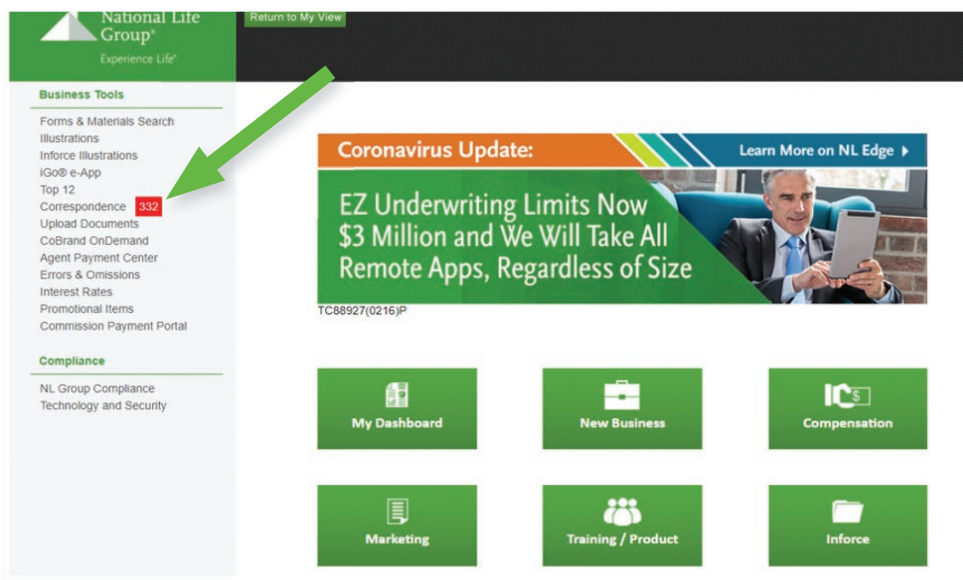 National Life
Group®
Experience Life®
Return to My View
Business Tools
Forms & Materials Search
Illustrations
Inforce Illustrations
iGo® e-App
Top 12
Correspondence 332
Upload Documents
CoBrand OnDemand
Agent Payment Center
Errors & Omissions
Interest Rates
Promotional Items
Commission Payment Portal
Compliance
NL Group Compliance
Technology and Security
Coronavirus Update:
Learn More on NL Edge
EZ Underwriting Limits Now
$3 Million and We Will Take All
Remote Apps, Regardless of Size
TC88927(0216)P
My Dashboard
New Business
IC $
Compensation
Marketing
Training / Product
Inforce